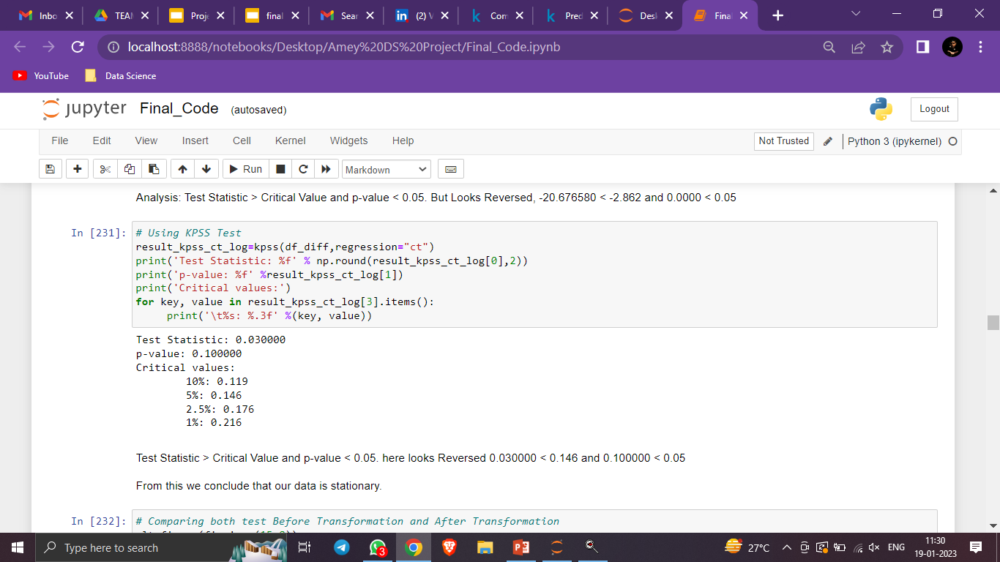 Inbo
TEAM
Proje
final
Sear
(2) V
Com
Pred
Desk
Fina
localhost:8888/notebooks/Desktop/Amey%20DS%20Project/Final_Code.ipynb
YouTube Data Science
jupyter Final_Code (autosaved) Logout
File Edit View Insert Cell Kernel Widgets Help Not Trusted Python 3 (ipykernel)
Run Markdown
Analysis: Test Statistic > Critical Value and p-value < 0.05. But Looks Reversed, -20.676580 < -2.862 and 0.0000 < 0.05
In [231]: # Using KPSS Test
result_kpss_ct_log=kpss(df_diff,regression="ct")
print('Test Statistic: %f' % np.round(result_kpss_ct_log[0],2))
print('p-value: %f' %result_kpss_ct_log[1])
print('Critical values:')
for key, value in result_kpss_ct_log[3].items():
print('\t%s: %.3f' %(key, value))
Test Statistic: 0.030000
p-value: 0.100000
Critical values:
10%: 0.119
5%: 0.146
2.5%: 0.176
1%: 0.216
Test Statistic > Critical Value and p-value < 0.05. here looks Reversed 0.030000 < 0.146 and 0.100000 < 0.05
From this we conclude that our data is stationary.
In [232]: # Comparing both test Before Transformation and After Transformation
Type here to search 3 27°C ENG 11:30
19-01-2023